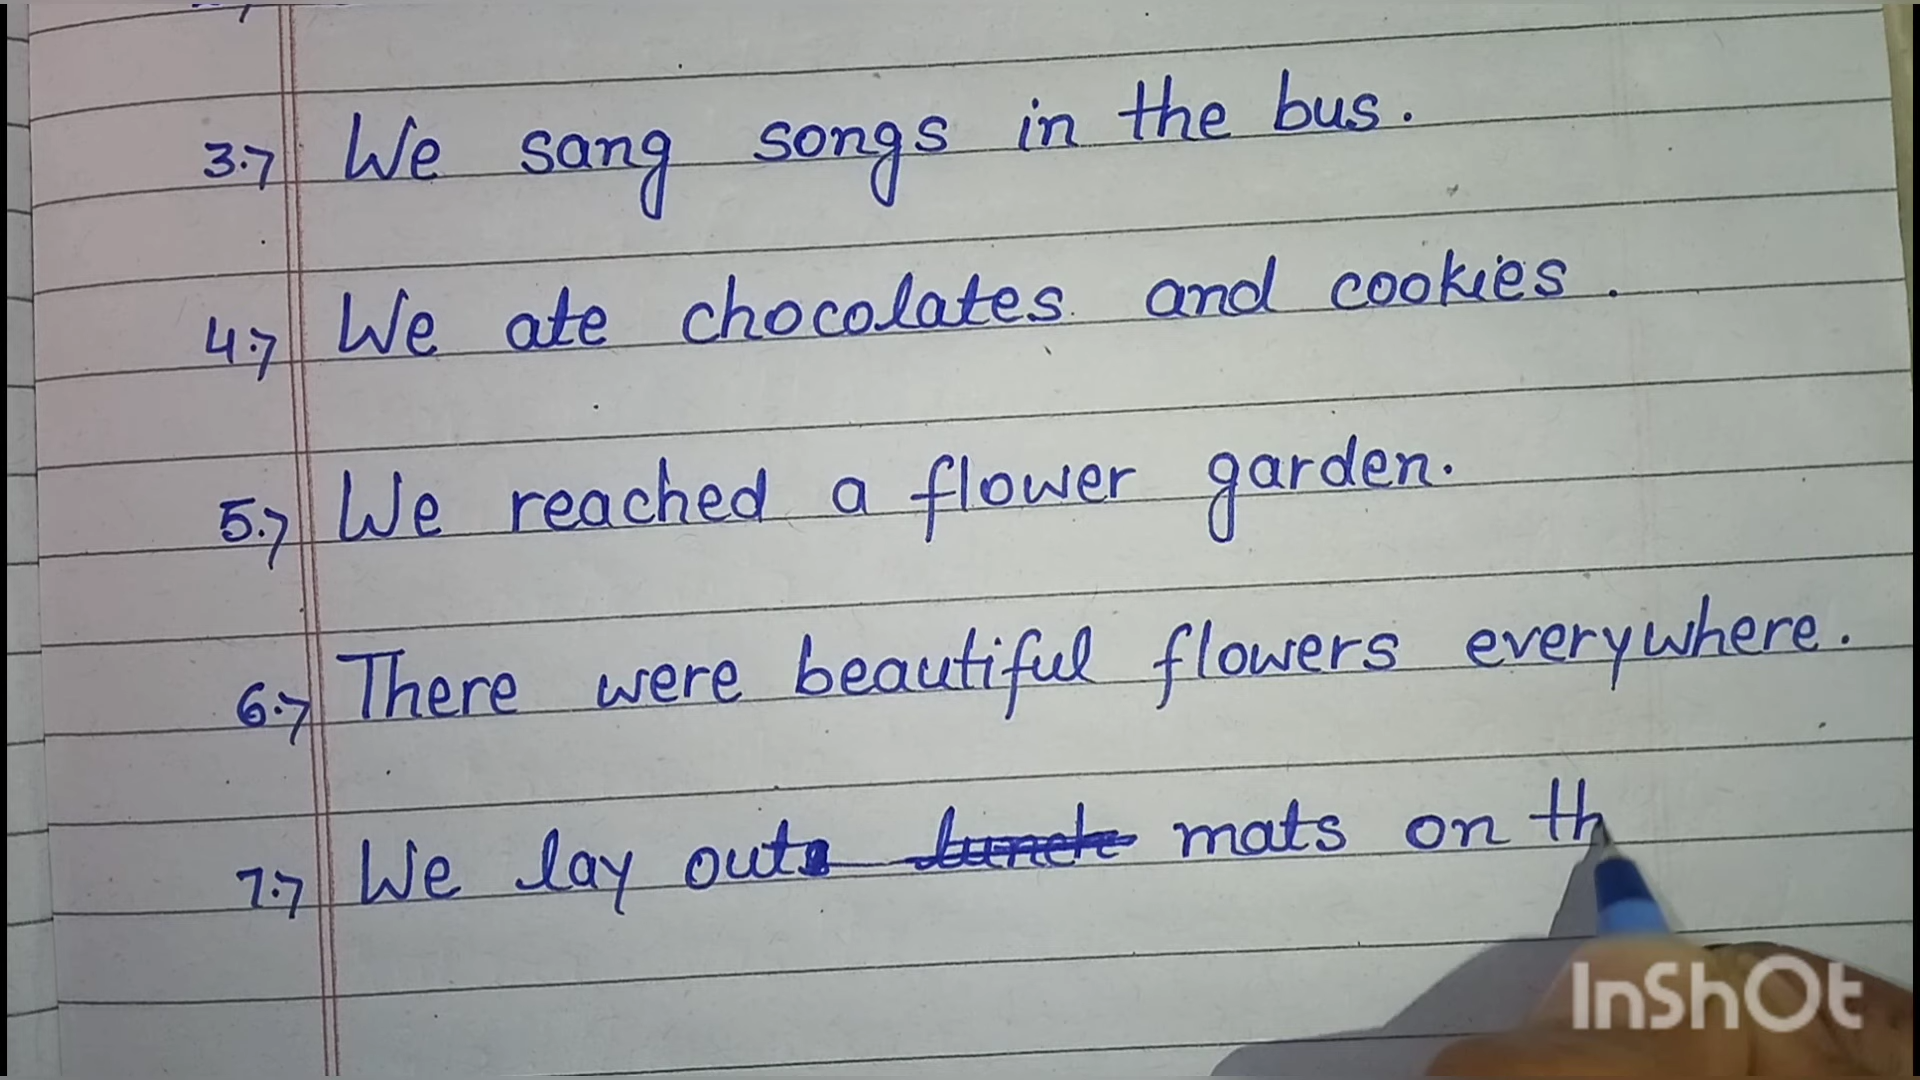 3.7 We sang songs in the bus.
4.7 We ate chocolates and cookies.
5.7 We reached a flower garden.
6.7 There were beautiful flowers everywhere.
7.7 We lay out lunch mats on th
InShOt